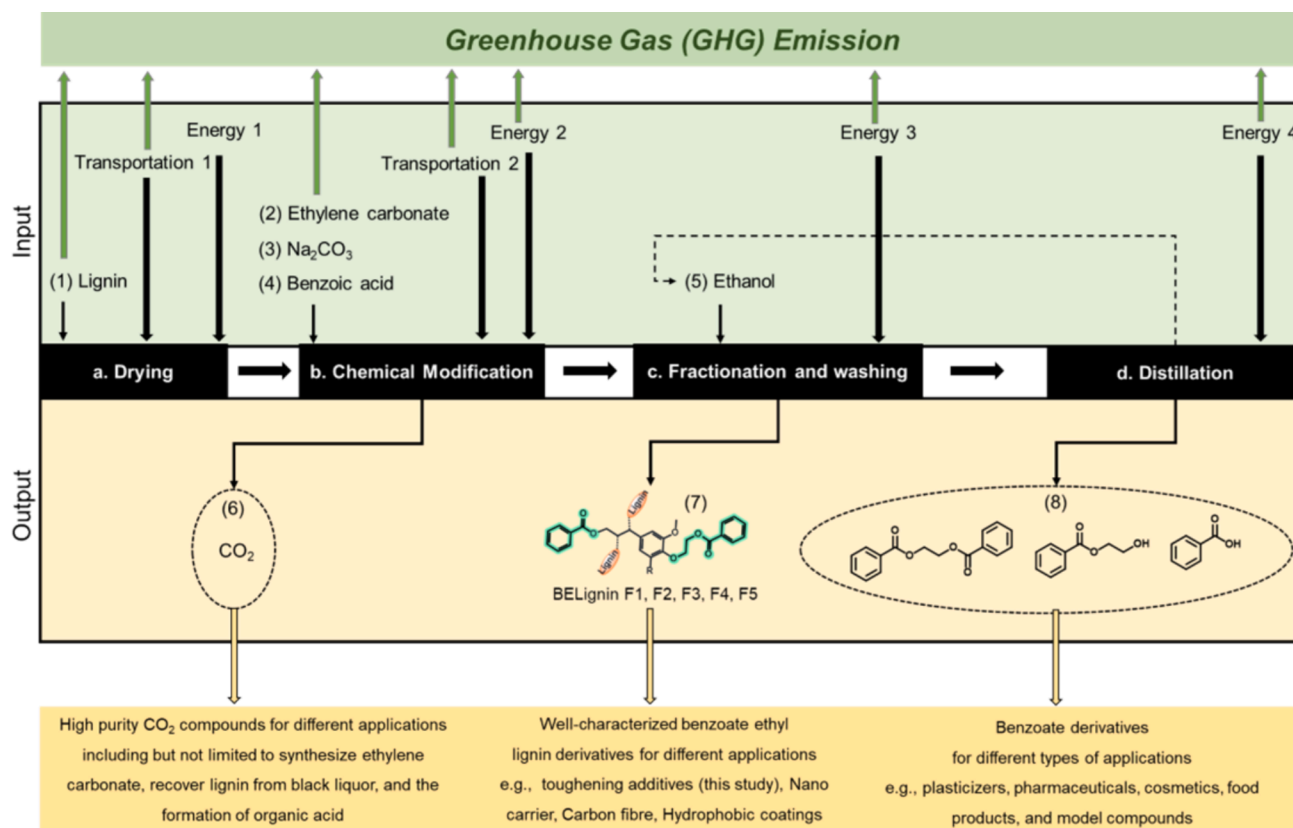 Greenhouse Gas (GHG) Emission
Input
Energy 1
Transportation 1
(1) Lignin
(2) Ethylene carbonate
(3) Na₂CO₃
(4) Benzoic acid
Transportation 2
Energy 2
(5) Ethanol
Energy 3
Energy 4
a. Drying
b. Chemical Modification
c. Fractionation and washing
d. Distillation
Output
(6)
CO₂
(7)
Lignin
Lignin
O
O
O
O
O
O
R
BELignin F1, F2, F3, F4, F5
(8)
O
O
O
O
O
O
OH
O
OH
High purity CO₂ compounds for different applications
including but not limited to synthesize ethylene
carbonate, recover lignin from black liquor, and the
formation of organic acid
Well-characterized benzoate ethyl
lignin derivatives for different applications
e.g., toughening additives (this study), Nano
carrier, Carbon fibre, Hydrophobic coatings
Benzoate derivatives
for different types of applications
e.g., plasticizers, pharmaceuticals, cosmetics, food
products, and model compounds